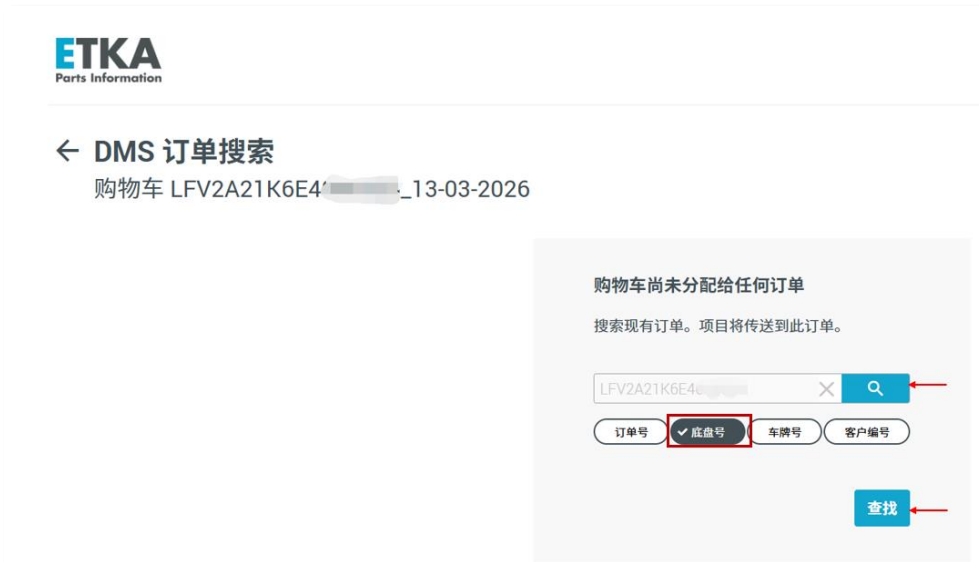 ETKA
Parts Information
DMS 订单搜索
购物车 LFV2A21K6E4 _13-03-2026
购物车尚未分配给任何订单
搜索现有订单。项目将传送到此订单。
LFV2A21K6E4
订单号 底盘号 车牌号 客户编号
查找